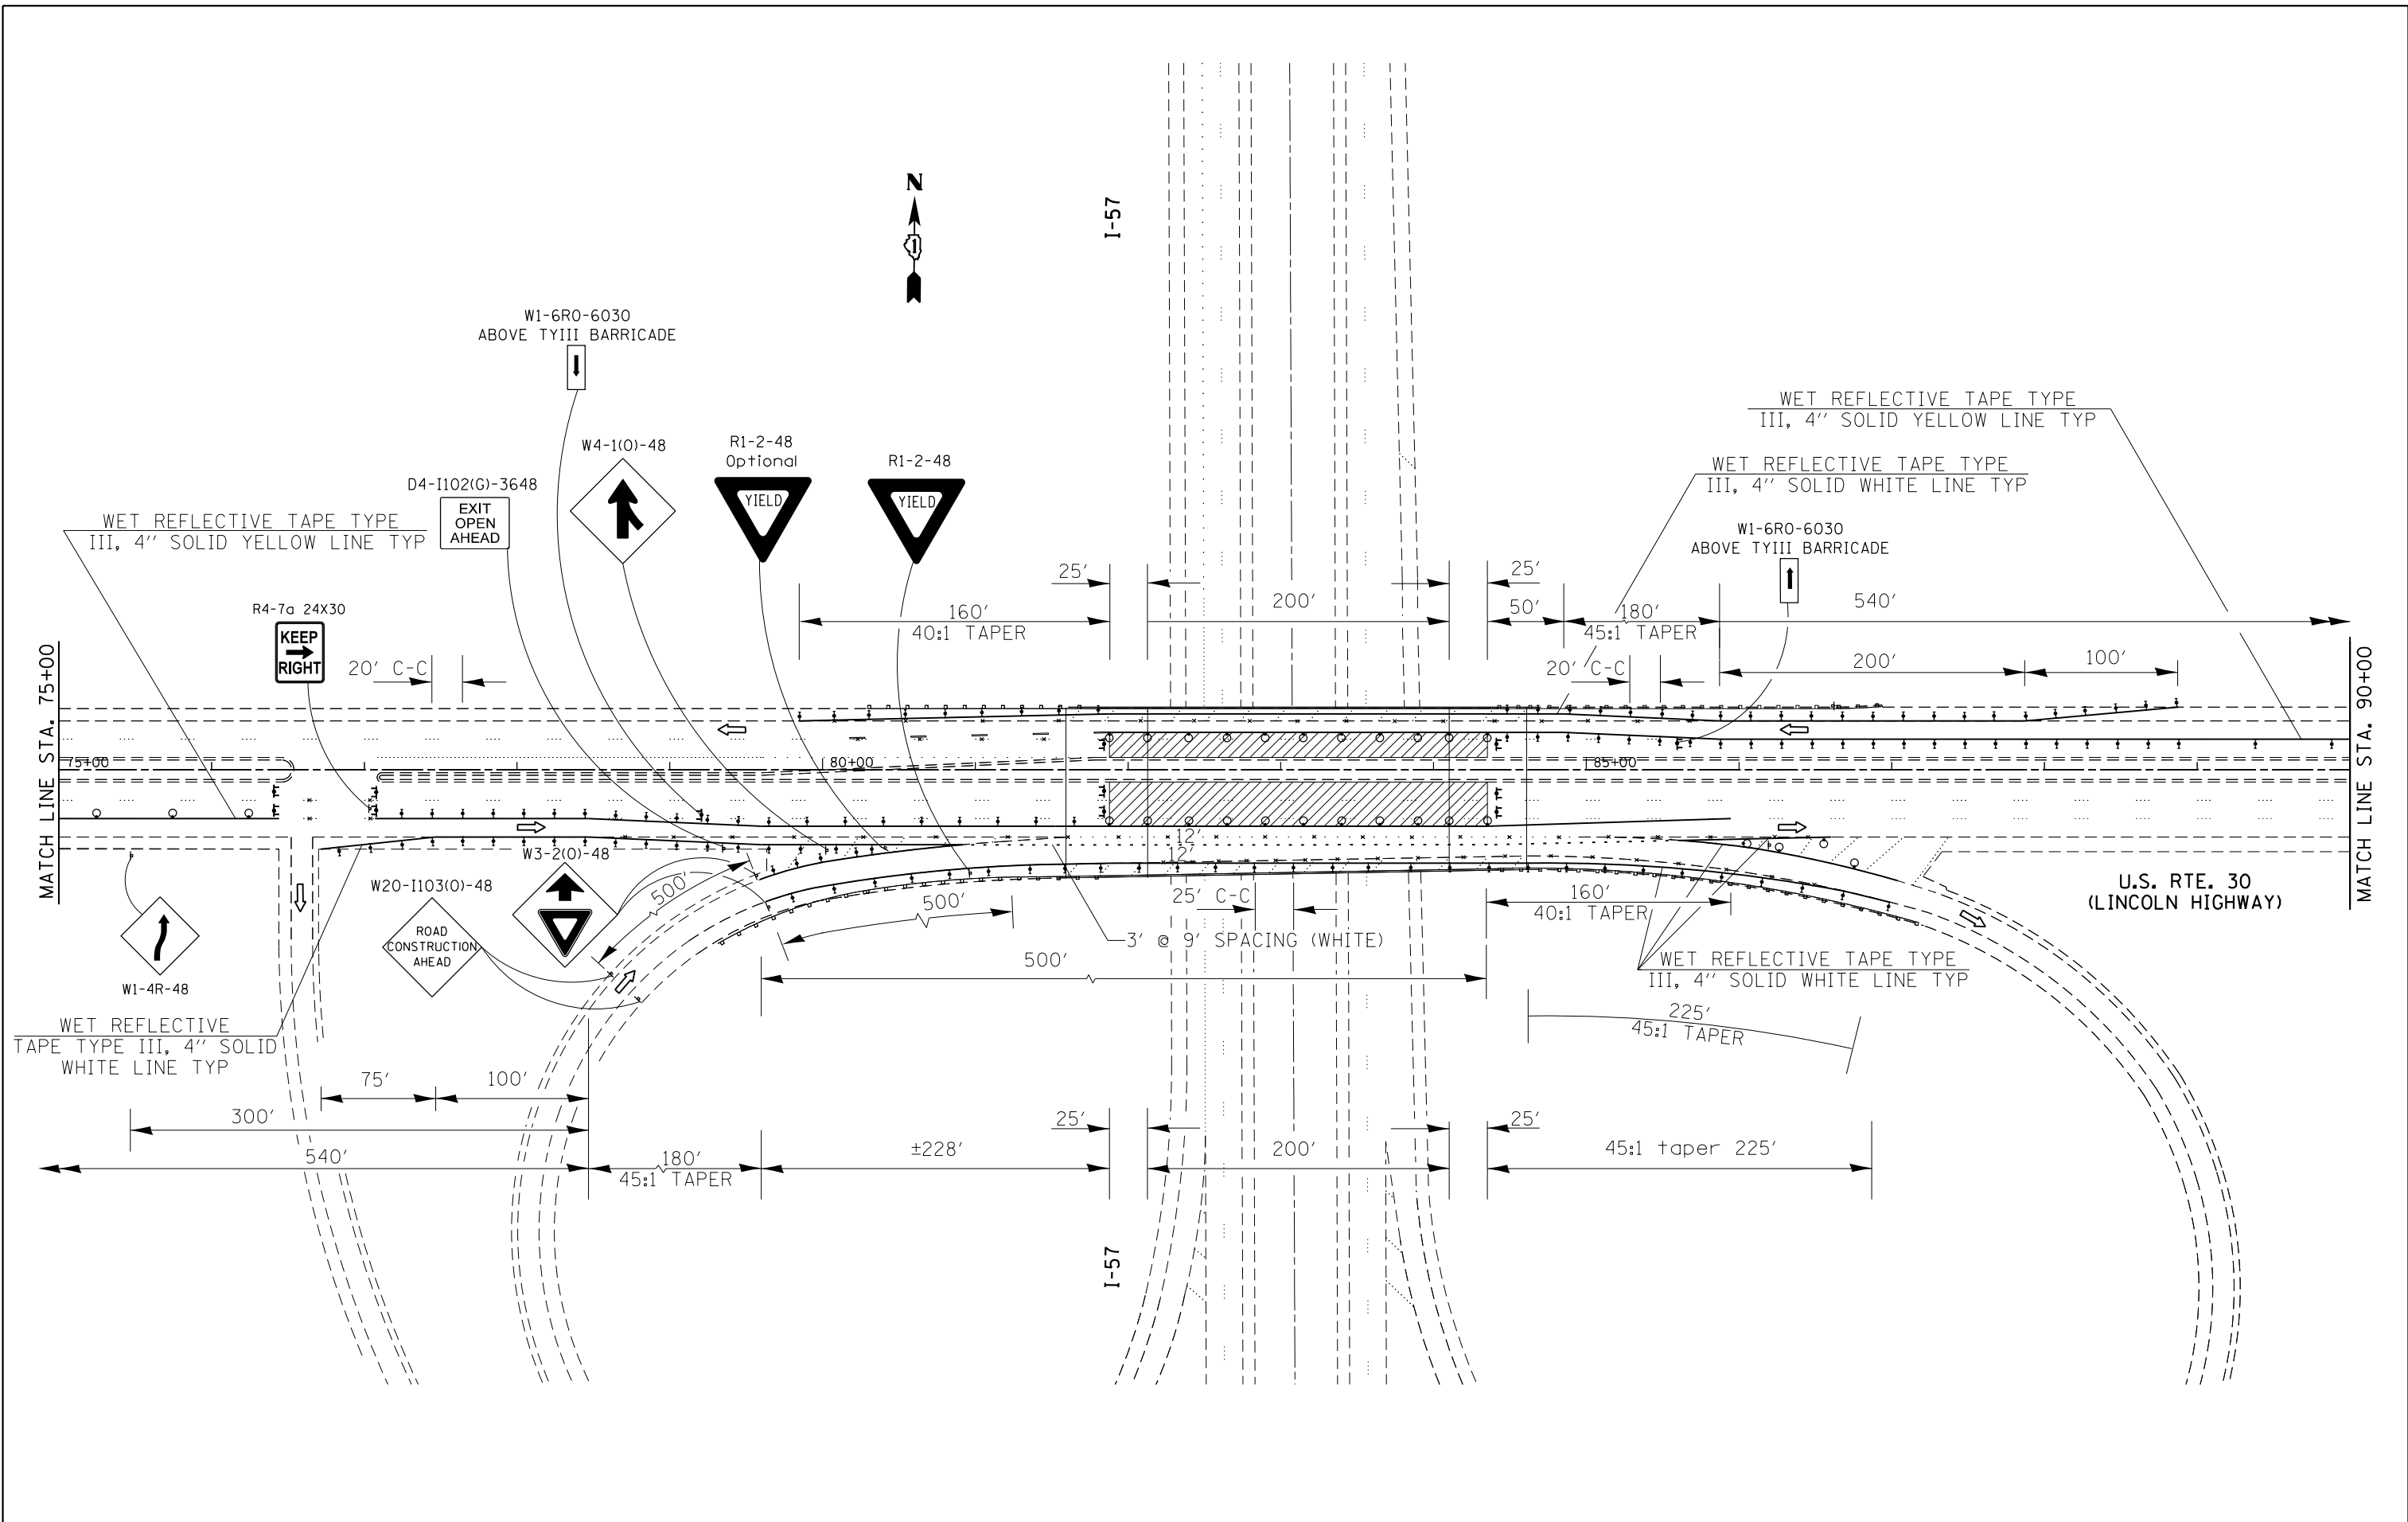 N
I-57
W1-6RO-6030
ABOVE TYIII BARRICADE
W4-1(O)-48
R1-2-48
Optional
YIELD
R1-2-48
YIELD
D4-I102(G)-3648
EXIT
OPEN
AHEAD
WET REFLECTIVE TAPE TYPE
III, 4'' SOLID YELLOW LINE TYP
WET REFLECTIVE TAPE TYPE
III, 4'' SOLID YELLOW LINE TYP
WET REFLECTIVE TAPE TYPE
III, 4'' SOLID WHITE LINE TYP
W1-6RO-6030
ABOVE TYIII BARRICADE
R4-7a 24X30
KEEP
RIGHT
25'
200'
25'
160'
40:1 TAPER
50'
180'
45:1 TAPER
540'
20' C-C
20' C-C
200'
100'
MATCH LINE STA. 75+00
MATCH LINE STA. 90+00
75+00
80+00
85+00
12'
12'
W3-2(O)-48
W20-I103(O)-48
ROAD
CONSTRUCTION
AHEAD
500'
500'
25' C-C
160'
40:1 TAPER
U.S. RTE. 30
(LINCOLN HIGHWAY)
3' @ 9' SPACING (WHITE)
500'
W1-4R-48
WET REFLECTIVE TAPE TYPE
III, 4'' SOLID WHITE LINE TYP
WET REFLECTIVE
TAPE TYPE III, 4'' SOLID
WHITE LINE TYP
225'
45:1 TAPER
75'
100'
300'
25'
25'
540'
180'
45:1 TAPER
±228'
200'
45:1 taper 225'
I-57
1